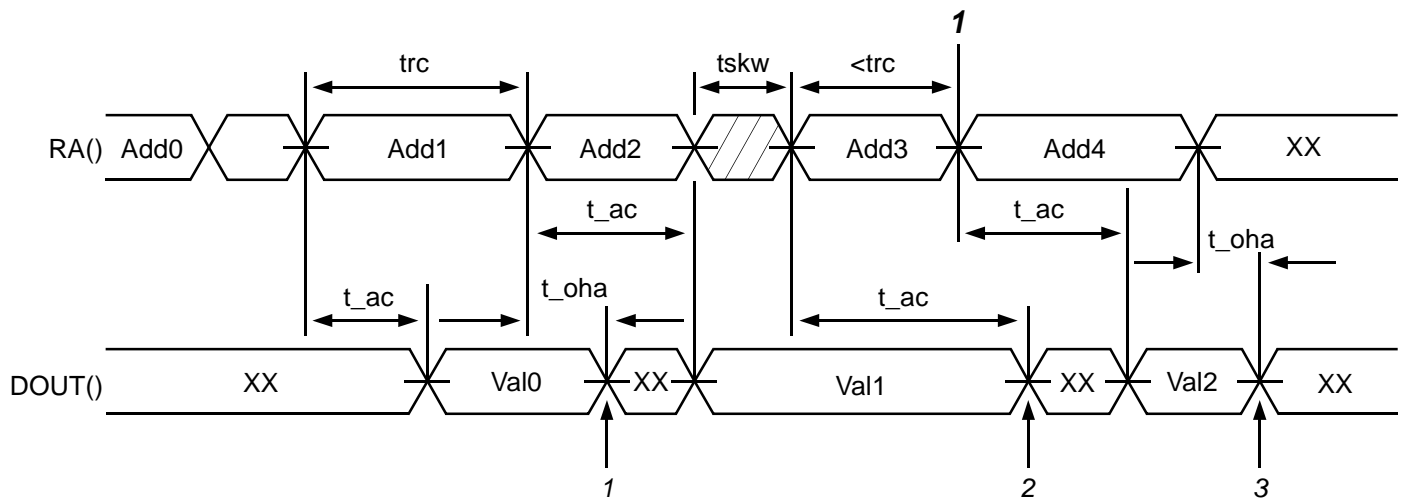 1
trc tskw <trc
RA() Add0 Add1 Add2 Add3 Add4 XX
t_ac t_ac
t_oha
t_ac t_oha t_ac
DOUT() XX Val0 XX Val1 XX Val2 XX
1 2 3